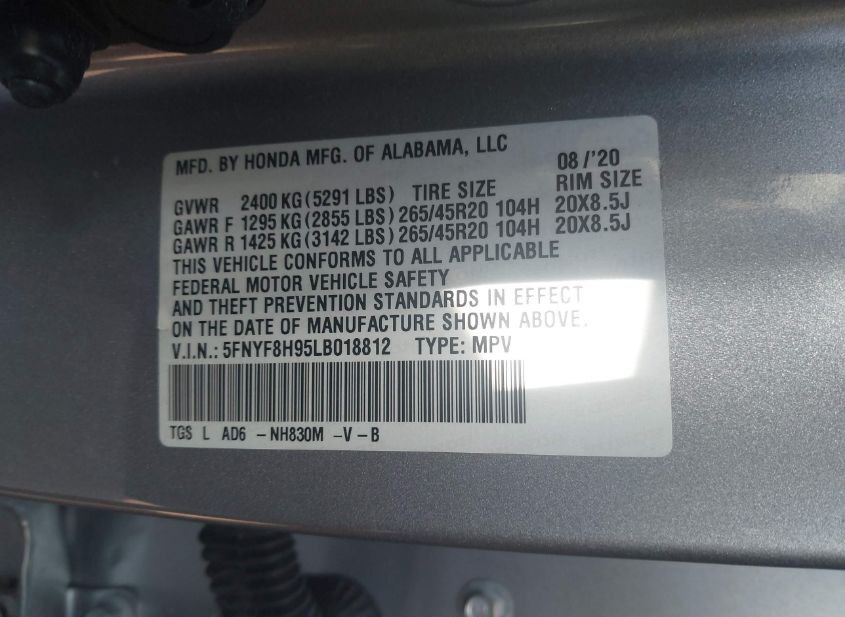 MFD. BY HONDA MFG. OF ALABAMA, LLC 08/'20
GVWR 2400 KG (5291 LBS) TIRE SIZE RIM SIZE
GAWR F 1295 KG (2855 LBS) 265/45R20 104H 20X8.5J
GAWR R 1425 KG (3142 LBS) 265/45R20 104H 20X8.5J
THIS VEHICLE CONFORMS TO ALL APPLICABLE
FEDERAL MOTOR VEHICLE SAFETY
AND THEFT PREVENTION STANDARDS IN EFFECT
ON THE DATE OF MANUFACTURE SHOWN ABOVE.
V.I.N.: 5FNYF8H95LB018812 TYPE: MPV
TGS L AD6 -NH830M -V-B